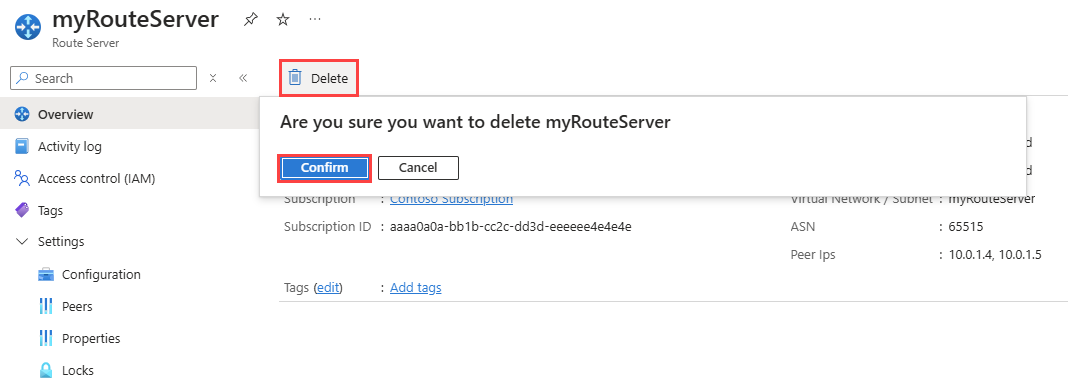 myRouteServer
Route Server
Search
Delete
Overview
Are you sure you want to delete myRouteServer
Activity log
Confirm
Cancel
Access control (IAM)
Subscription : Contoso Subscription
Virtual Network / Subnet : myRouteServer
Tags
Subscription ID : aaaa0a0a-bb1b-cc2c-dd3d-eeeeee4e4e4e
ASN : 65515
Settings
Peer Ips : 10.0.1.4, 10.0.1.5
Configuration
Tags (edit) : Add tags
Peers
Properties
Locks